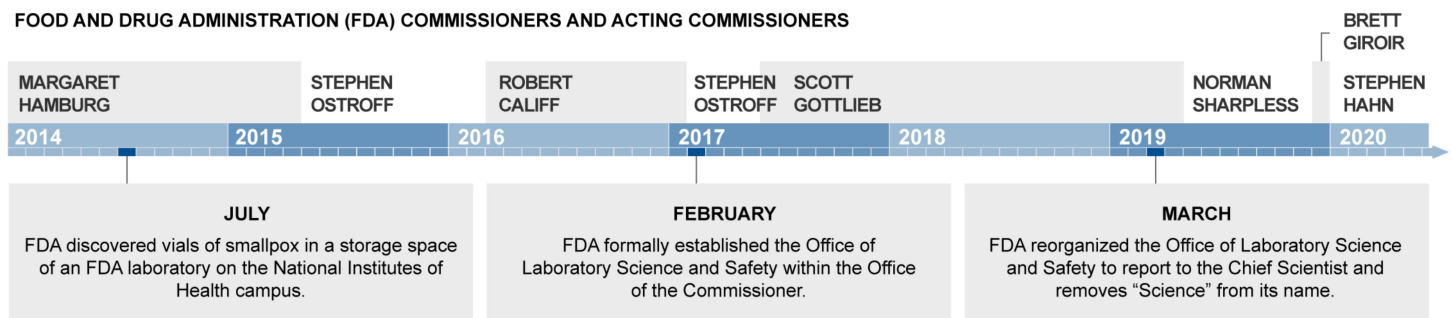 FOOD AND DRUG ADMINISTRATION (FDA) COMMISSIONERS AND ACTING COMMISSIONERS
BRETT
GIROIR
MARGARET
HAMBURG
STEPHEN
OSTROFF
ROBERT
CALIFF
STEPHEN
OSTROFF
SCOTT
GOTTLIEB
NORMAN
SHARPLESS
STEPHEN
HAHN
2014
2015
2016
2017
2018
2019
2020
JULY
FDA discovered vials of smallpox in a storage space
of an FDA laboratory on the National Institutes of
Health campus.
FEBRUARY
FDA formally established the Office of
Laboratory Science and Safety within the Office
of the Commissioner.
MARCH
FDA reorganized the Office of Laboratory Science
and Safety to report to the Chief Scientist and
removes “Science” from its name.